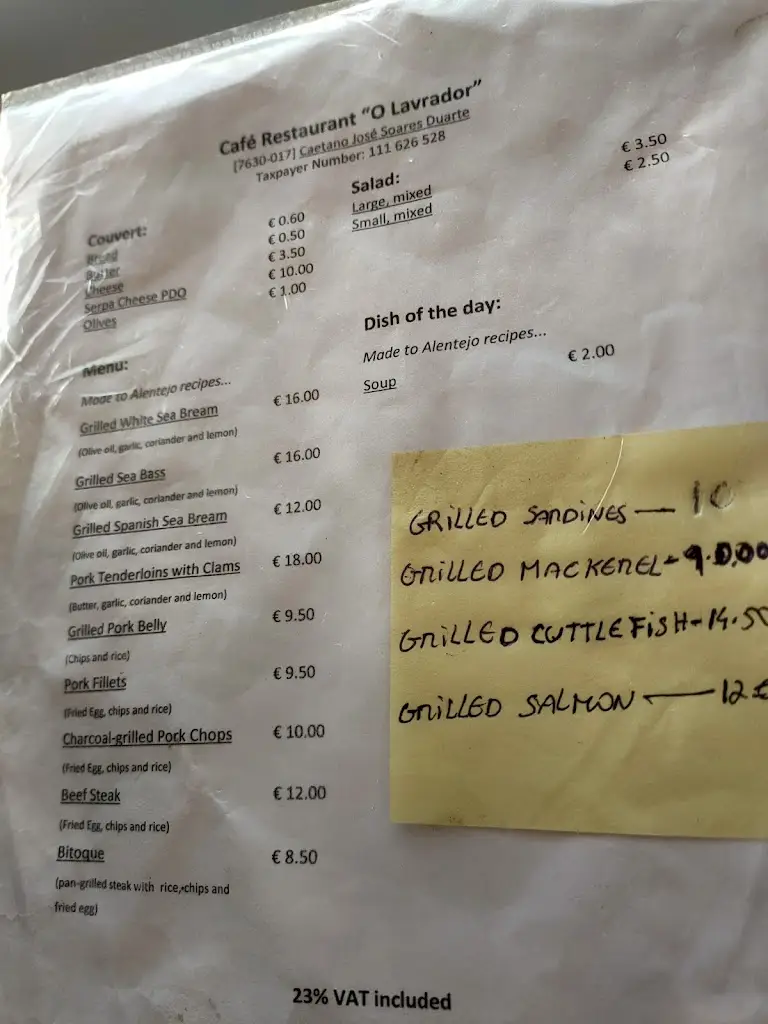 Café Restaurant "O Lavrador"
[7630-017] Caetano José Soares Duarte
Taxpayer Number: 111 626 528
Couvert:
Bread € 0.60
Butter € 0.50
Cheese € 3.50
Serpa Cheese PDO € 10.00
Olives € 1.00
Salad:
Large, mixed € 3.50
Small, mixed € 2.50
Dish of the day:
Made to Alentejo recipes...
Soup € 2.00
Menu:
Made to Alentejo recipes...
Grilled White Sea Bream € 16.00
(Olive oil, garlic, coriander and lemon)
Grilled Sea Bass € 16.00
(Olive oil, garlic, coriander and lemon)
Grilled Spanish Sea Bream € 12.00
(Olive oil, garlic, coriander and lemon)
Pork Tenderloins with Clams € 18.00
(Butter, garlic, coriander and lemon)
Grilled Pork Belly € 9.50
(Chips and rice)
Pork Fillets € 9.50
(Fried Egg, chips and rice)
Charcoal-grilled Pock Chops € 10.00
(Fried Egg, chips and rice)
Beef Steak € 12.00
(Fried Egg, chips and rice)
Bitoque € 8.50
(pan-grilled steak with rice, chips and
fried egg)
GRILLED SARDINES — 10
GRILLED MACKEREL -
GRILLED CUTTLEFISH - 14.50
GRILLED SALMON — 12 €
23% VAT included